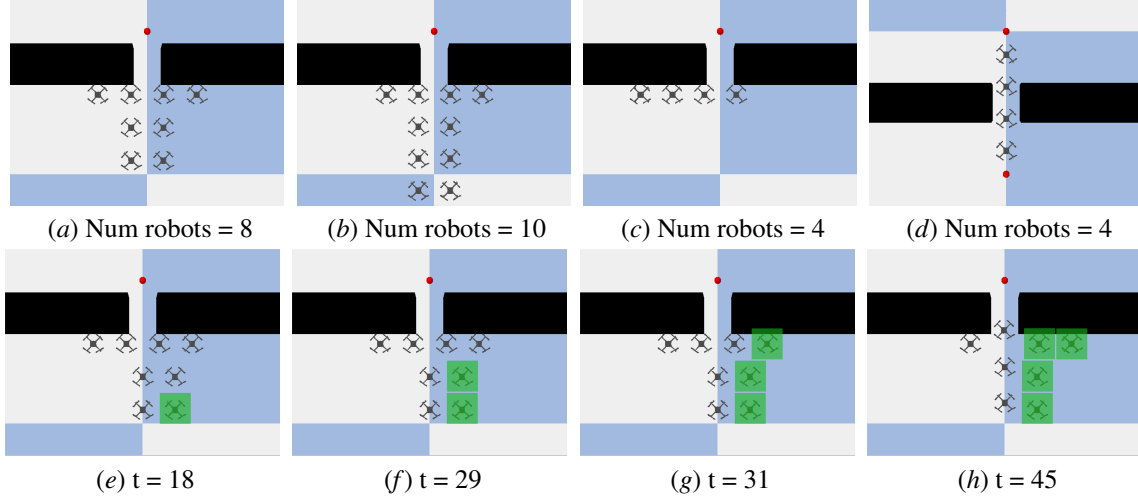 (a) Num robots = 8
(b) Num robots = 10
(c) Num robots = 4
(d) Num robots = 4
(e) t = 18
(f) t = 29
(g) t = 31
(h) t = 45